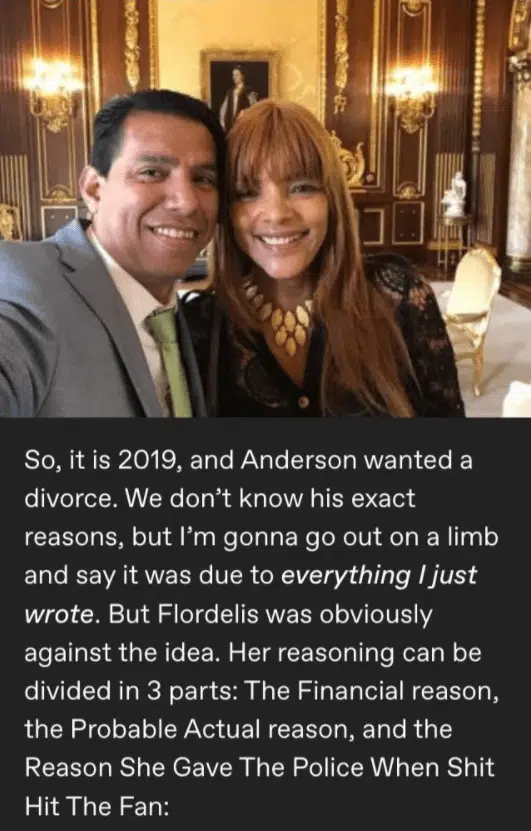 So, it is 2019, and Anderson wanted a
divorce. We don’t know his exact
reasons, but I’m gonna go out on a limb
and say it was due to everything I just
wrote. But Flordelis was obviously
against the idea. Her reasoning can be
divided in 3 parts: The Financial reason,
the Probable Actual reason, and the
Reason She Gave The Police When Shit
Hit The Fan: